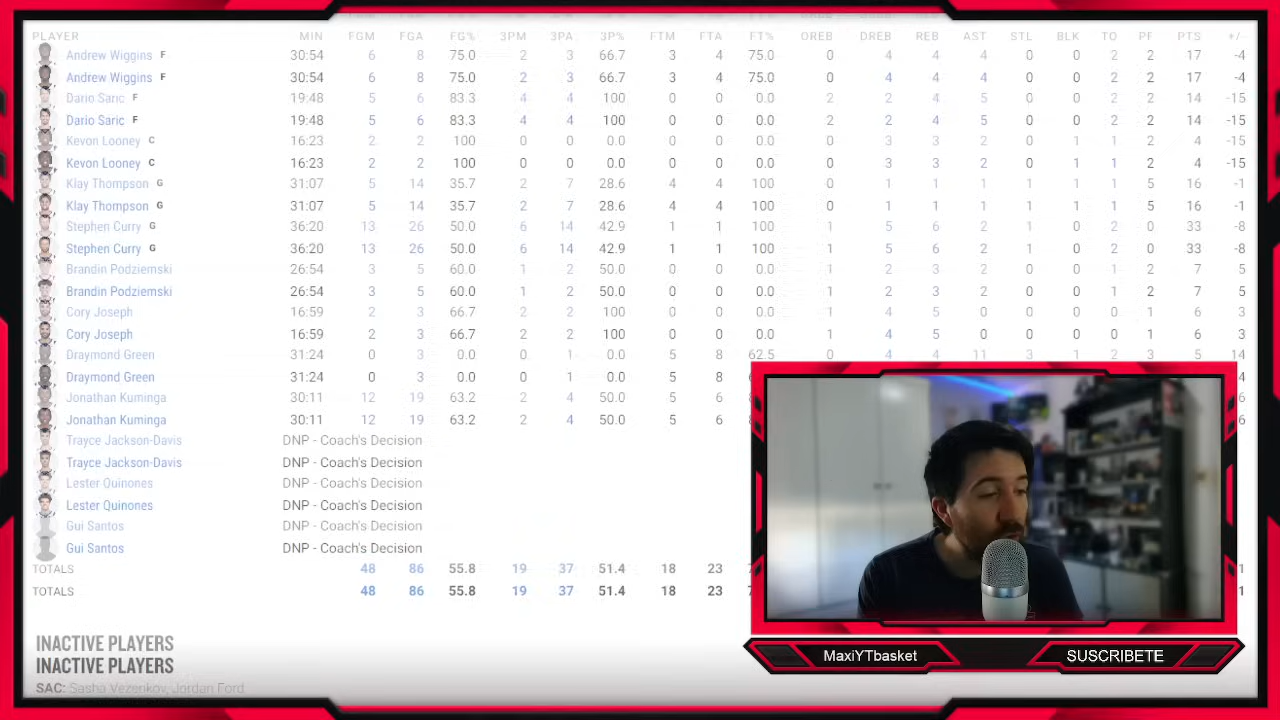 PLAYER MIN FGM FGA FG% 3PM 3PA 3P% FTM FTA FT% OREB DREB REB AST STL BLK TO PF PTS +/-
Andrew Wiggins F 30:54 6 8 75.0 2 3 66.7 3 4 75.0 0 4 4 4 0 0 2 2 17 -4
Andrew Wiggins F 30:54 6 8 75.0 2 3 66.7 3 4 75.0 0 4 4 4 0 0 2 2 17 -4
Dario Saric F 19:48 5 6 83.3 4 4 100 0 0 0.0 2 2 4 5 0 0 2 2 14 -15
Dario Saric F 19:48 5 6 83.3 4 4 100 0 0 0.0 2 2 4 5 0 0 2 2 14 -15
Kevon Looney C 16:23 2 2 100 0 0 0.0 0 0 0.0 0 3 3 2 0 1 1 2 4 -15
Kevon Looney C 16:23 2 2 100 0 0 0.0 0 0 0.0 0 3 3 2 0 1 1 2 4 -15
Klay Thompson G 31:07 5 14 35.7 2 7 28.6 4 4 100 0 1 1 1 1 1 1 5 16 -1
Klay Thompson G 31:07 5 14 35.7 2 7 28.6 4 4 100 0 1 1 1 1 1 1 5 16 -1
Stephen Curry G 36:20 13 26 50.0 6 14 42.9 1 1 100 1 5 6 2 1 0 2 0 33 -8
Stephen Curry G 36:20 13 26 50.0 6 14 42.9 1 1 100 1 5 6 2 1 0 2 0 33 -8
Brandin Podziemski 26:54 3 5 60.0 1 2 50.0 0 0 0.0 1 2 3 2 0 0 1 2 7 5
Brandin Podziemski 26:54 3 5 60.0 1 2 50.0 0 0 0.0 1 2 3 2 0 0 1 2 7 5
Cory Joseph 16:59 2 3 66.7 2 2 100 0 0 0.0 1 4 5 0 0 0 0 1 6 3
Cory Joseph 16:59 2 3 66.7 2 2 100 0 0 0.0 1 4 5 0 0 0 0 1 6 3
Draymond Green 31:24 0 3 0.0 0 1 0.0 5 8 62.5 0 4 4 11 3 1 2 3 5 14
Draymond Green 31:24 0 3 0.0 0 1 0.0 5 8
Jonathan Kuminga 30:11 12 19 63.2 2 4 50.0 5 6
Jonathan Kuminga 30:11 12 19 63.2 2 4 50.0 5 6
Trayce Jackson-Davis DNP - Coach's Decision
Trayce Jackson-Davis DNP - Coach's Decision
Lester Quinones DNP - Coach's Decision
Lester Quinones DNP - Coach's Decision
Gui Santos DNP - Coach's Decision
Gui Santos DNP - Coach's Decision
TOTALS 48 86 55.8 19 37 51.4 18 23
TOTALS 48 86 55.8 19 37 51.4 18 23
INACTIVE PLAYERS
INACTIVE PLAYERS
SAC: Sasha Vezenkov, Jordan Ford
MaxiYTbasket
SUSCRIBETE